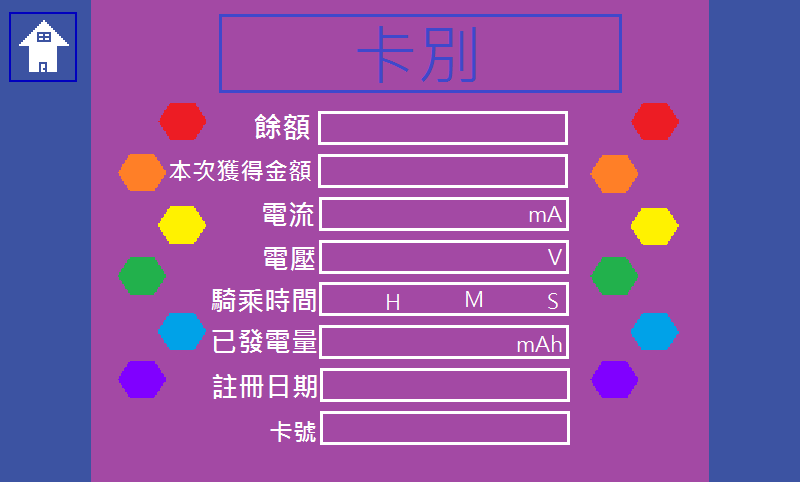 卡別
餘額
本次獲得金額
電流 mA
電壓 V
騎乘時間 H M S
已發電量 mAh
註冊日期
卡號